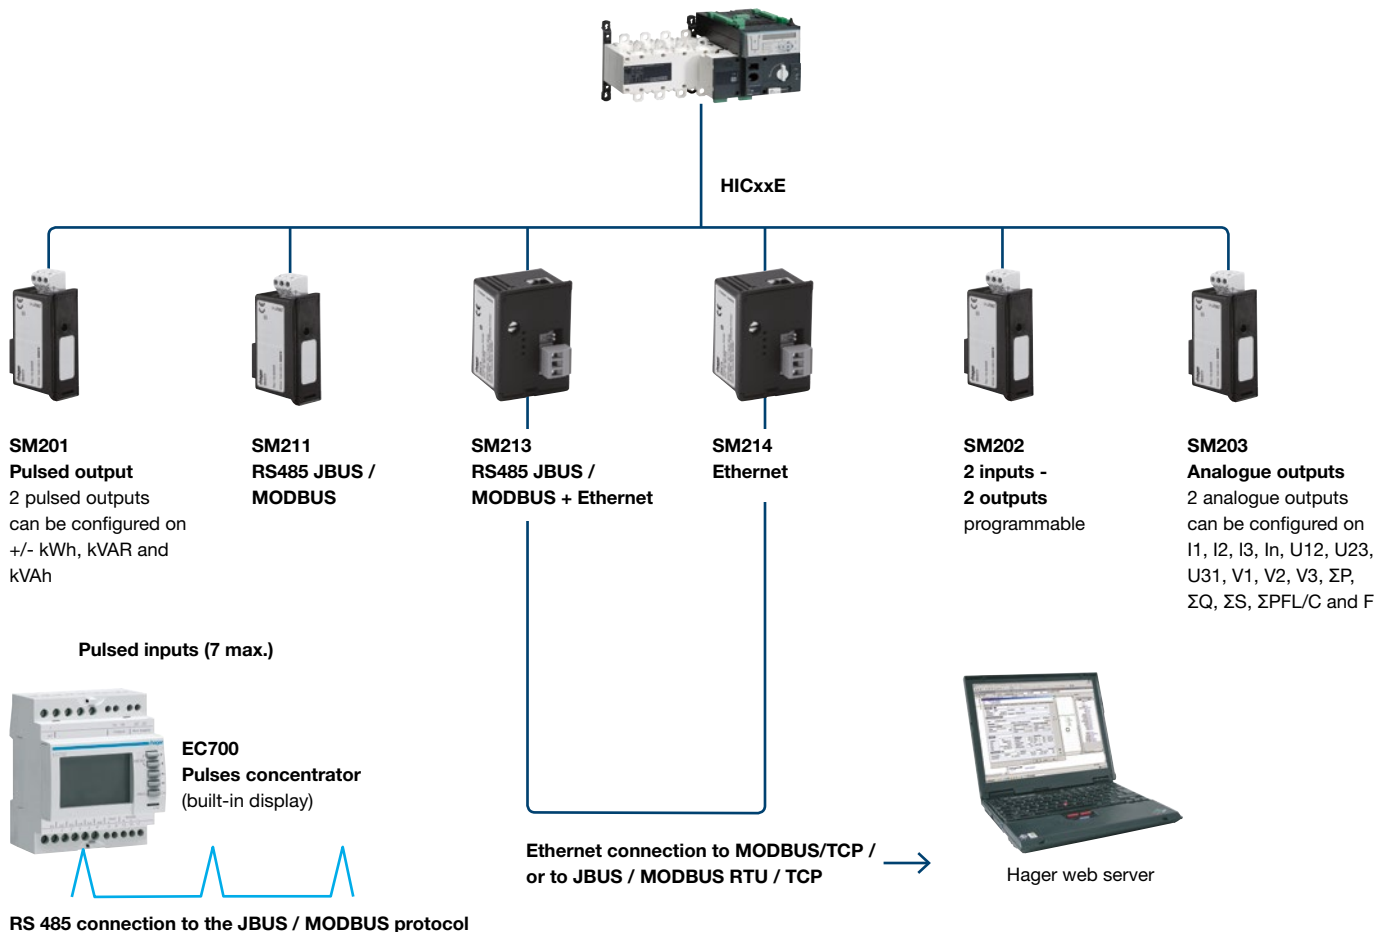 HICxxE
SM201
Pulsed output
2 pulsed outputs
can be configured on
+/- kWh, kVAR and
kVAh
SM211
RS485 JBUS /
MODBUS
SM213
RS485 JBUS /
MODBUS + Ethernet
SM214
Ethernet
SM202
2 inputs -
2 outputs
programmable
SM203
Analogue outputs
2 analogue outputs
can be configured on
I1, I2, I3, In, U12, U23,
U31, V1, V2, V3, ΣP,
ΣQ, ΣS, ΣPFL/C and F
Pulsed inputs (7 max.)
EC700
Pulses concentrator
(built-in display)
Ethernet connection to MODBUS/TCP /
or to JBUS / MODBUS RTU / TCP
Hager web server
RS 485 connection to the JBUS / MODBUS protocol